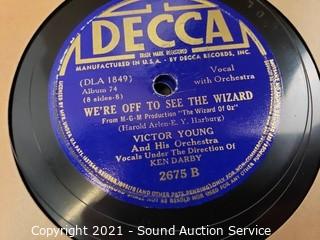 DECCA
TRADE MARK REGISTERED
MANUFACTURED IN U.S.A. · BY DECCA RECORDS, INC.
(DLA 1849)
Album 74
(8 sides-8)
Vocal
with Orchestra
WE'RE OFF TO SEE THE WIZARD
From M-G-M Production "The Wizard Of Oz"
(Harold Arlen-E. Y. Harburg)
VICTOR YOUNG
And His Orchestra
Vocals Under The Direction Of
KEN DARBY
2675 B
Copyright 2021 - Sound Auction Service